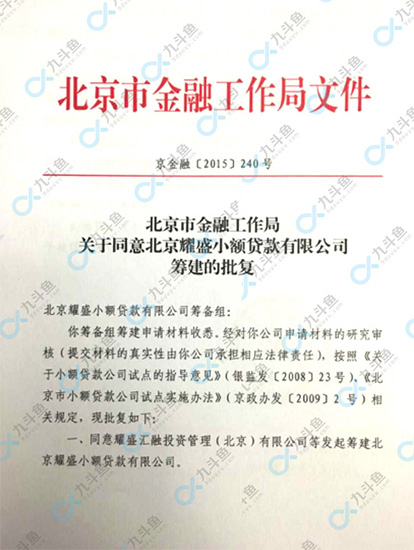 北京市金融工作局文件
京金融〔2015〕240号
北京市金融工作局
关于同意北京耀盛小额贷款有限公司
筹建的批复
北京耀盛小额贷款有限公司筹备组：
你筹备组筹建申请材料收悉。经对你公司申请材料的研究审
核（提交材料的真实性由你公司承担相应法律责任），按照《关
于小额贷款公司试点的指导意见》（银监发〔2008〕23号）、《北
京市小额贷款公司试点实施办法》（京政办发〔2009〕2号）相
关规定，现批复如下：
一、同意耀盛汇融投资管理（北京）有限公司等发起筹建北
京耀盛小额贷款有限公司。
九斗鱼